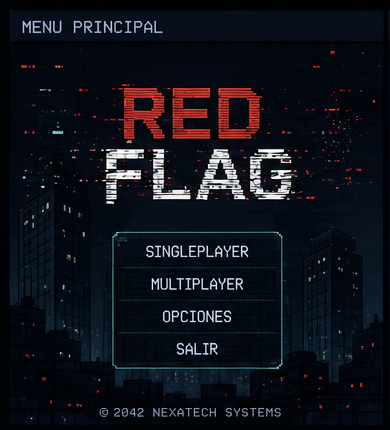 MENU PRINCIPAL
RED
FLAG
SINGLEPLAYER
MULTIPLAYER
OPCIONES
SALIR
© 2042 NEXATECH SYSTEMS